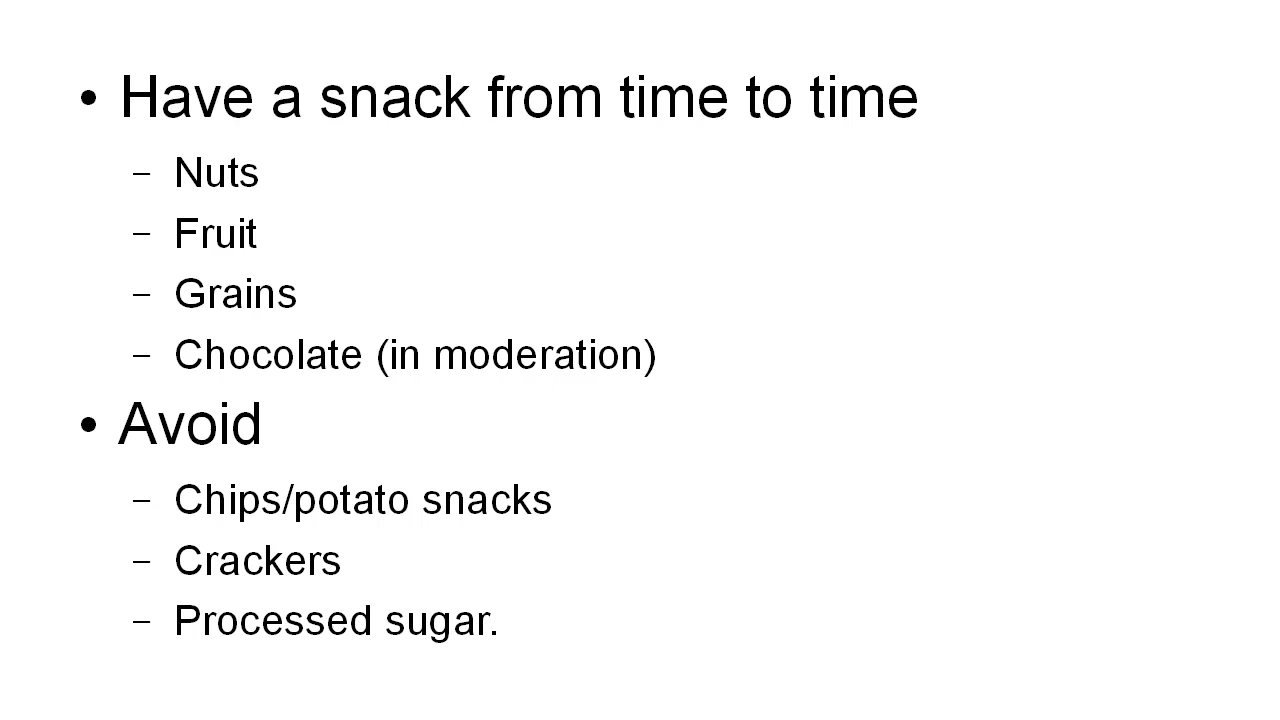 • Have a snack from time to time
– Nuts
– Fruit
– Grains
– Chocolate (in moderation)
• Avoid
– Chips/potato snacks
– Crackers
– Processed sugar.